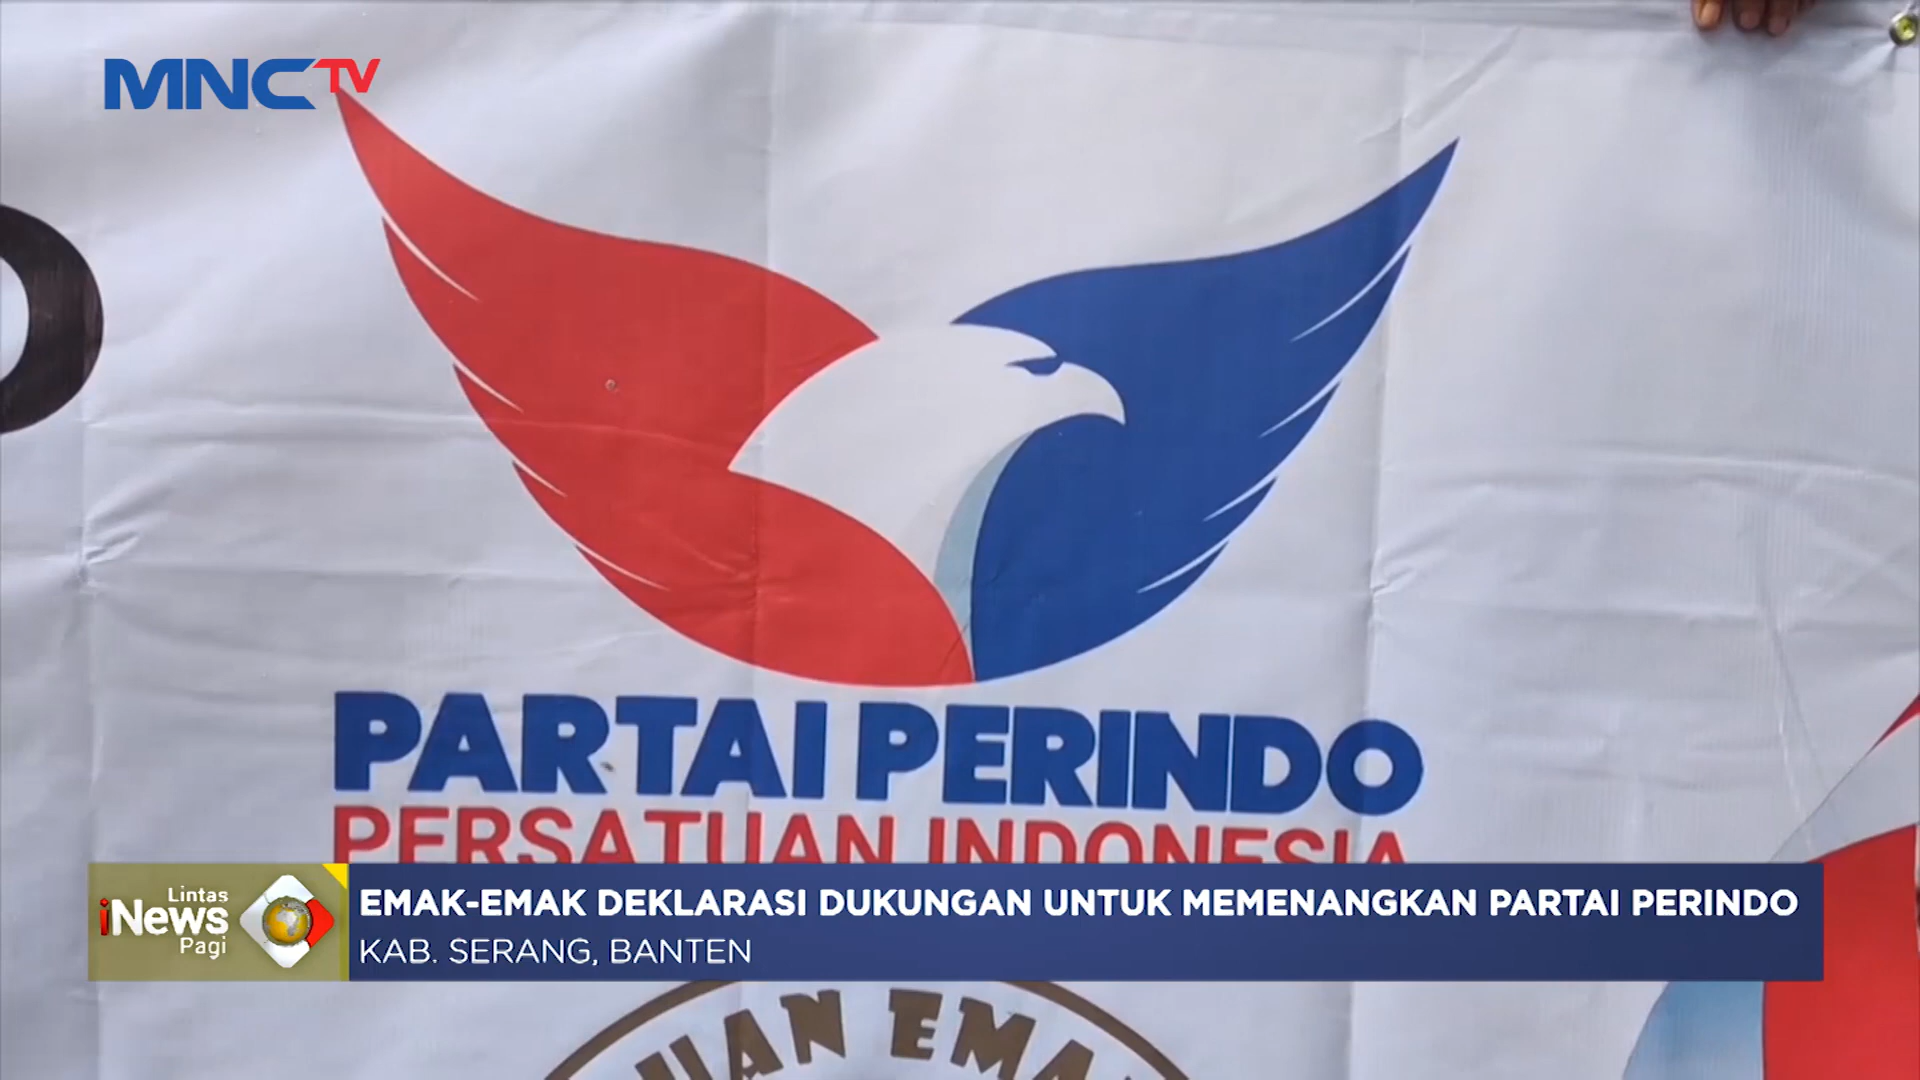 MNCTV
PARTAI PERINDO
PERSATUAN INDONESIA
Lintas
iNews
Pagi
EMAK-EMAK DEKLARASI DUKUNGAN UNTUK MEMENANGKAN PARTAI PERINDO
KAB. SERANG, BANTEN